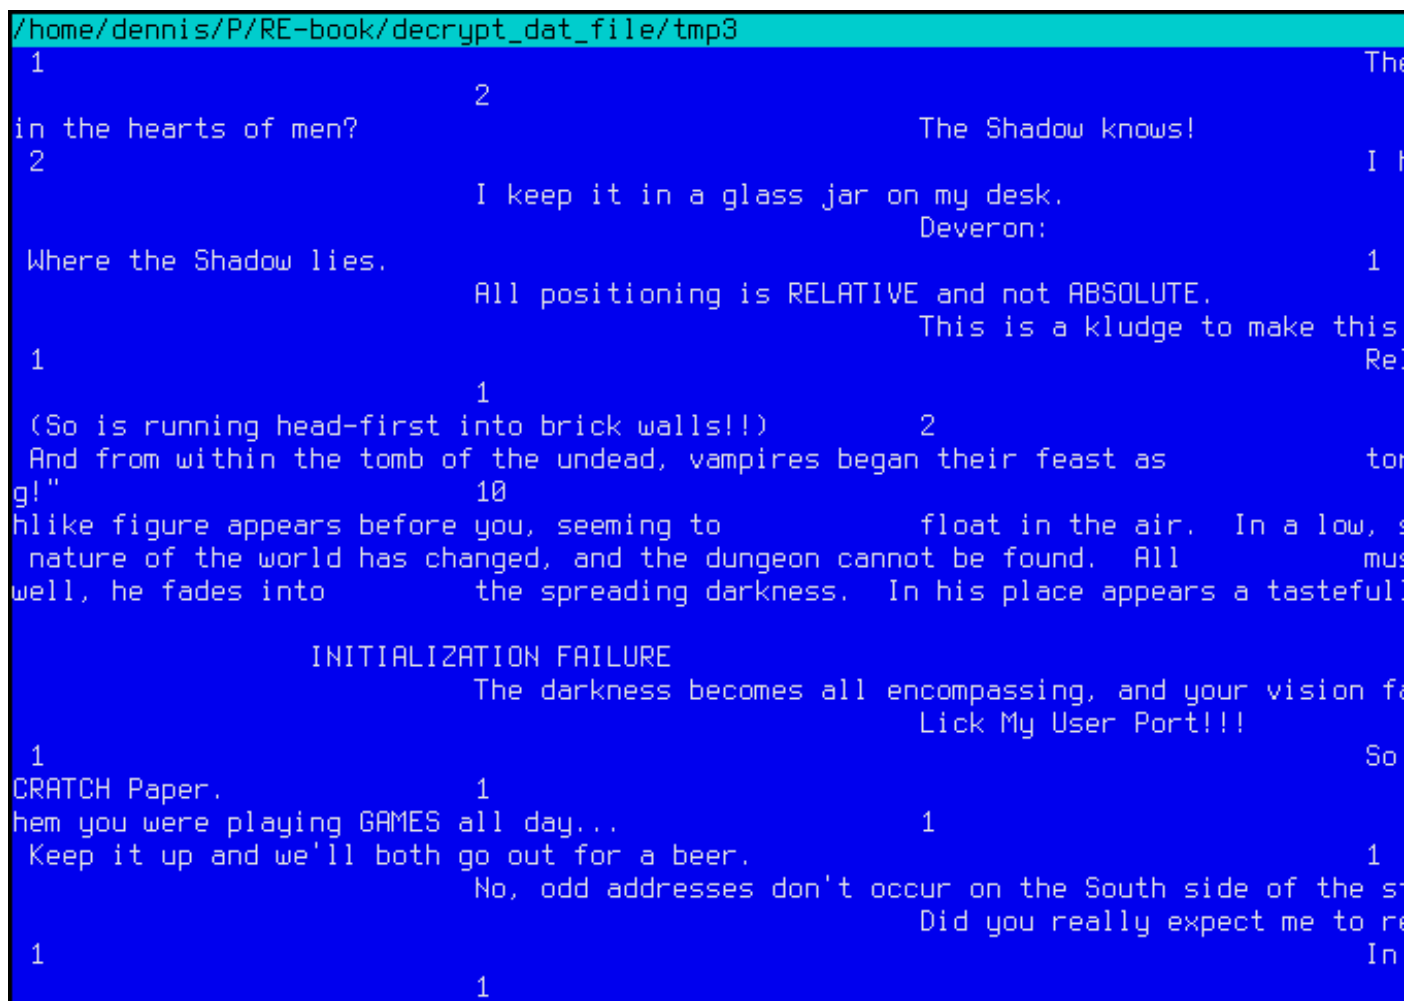 /home/dennis/P/RE-book/decrypt_dat_file/tmp3
1 The
2
in the hearts of men? The Shadow knows!
2 I h
I keep it in a glass jar on my desk.
Deveron:
Where the Shadow lies. 1
All positioning is RELATIVE and not ABSOLUTE.
This is a kludge to make this
1 Rel
1
(So is running head-first into brick walls!!) 2
And from within the tomb of the undead, vampires began their feast as tor
g!" 10
hlike figure appears before you, seeming to float in the air. In a low, s
nature of the world has changed, and the dungeon cannot be found. All mus
well, he fades into the spreading darkness. In his place appears a tastefull
INITIALIZATION FAILURE
The darkness becomes all encompassing, and your vision fa
Lick My User Port!!!
1 So
CRATCH Paper. 1
hem you were playing GAMES all day... 1
Keep it up and we'll both go out for a beer. 1
No, odd addresses don't occur on the South side of the st
Did you really expect me to re
1 In
1